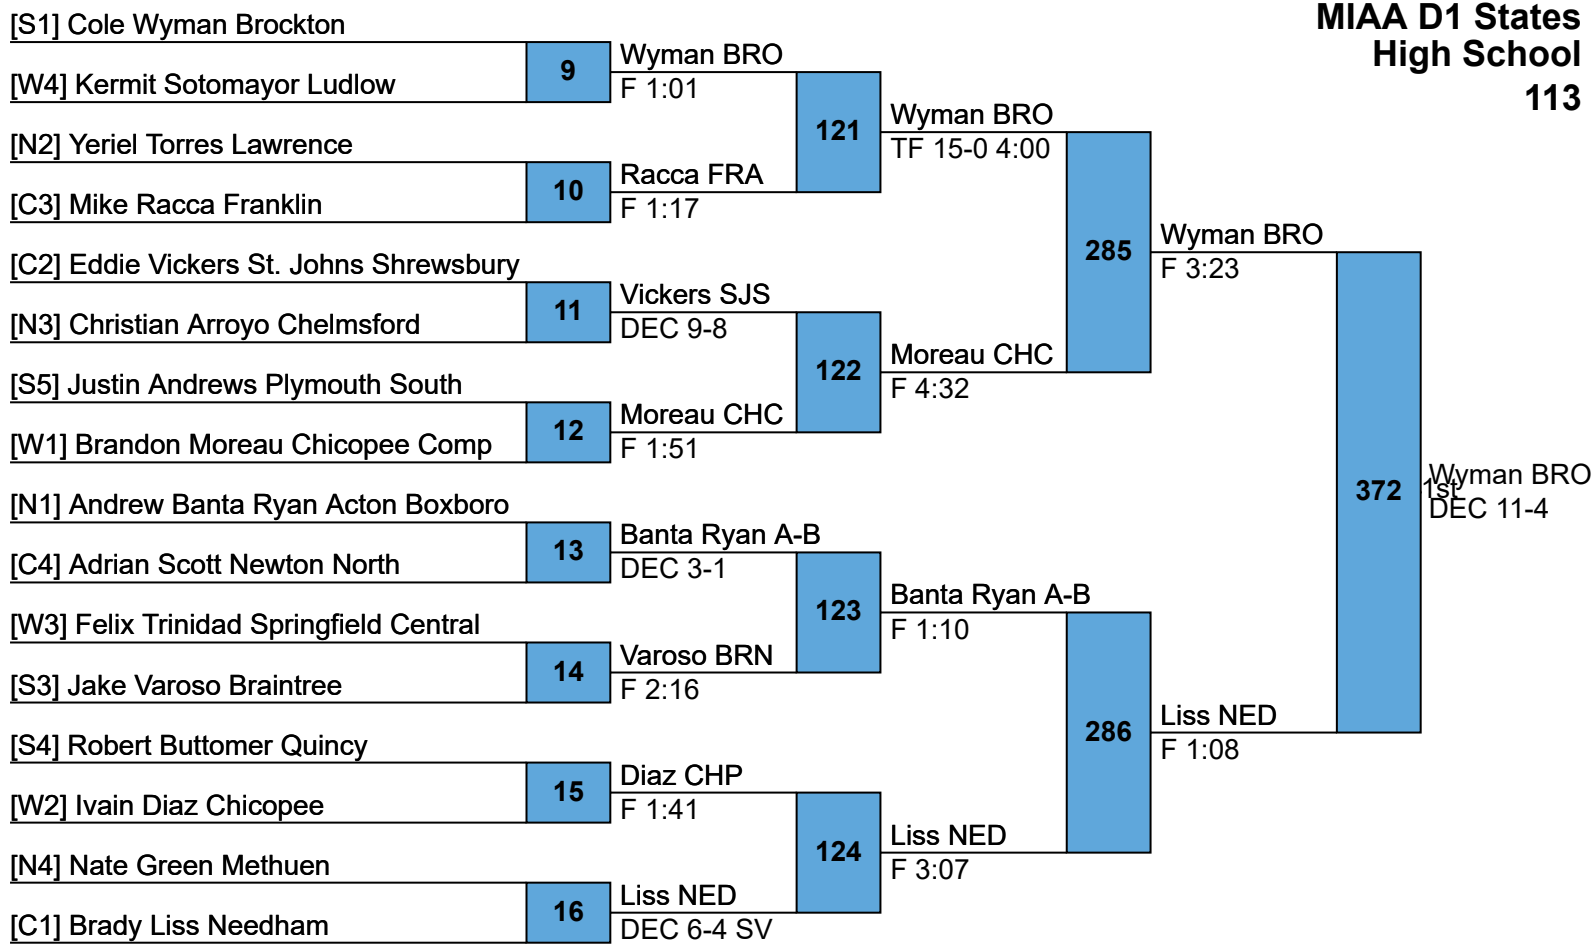 MIAA D1 States
High School
113
[S1] Cole Wyman Brockton
[W4] Kermit Sotomayor Ludlow
[N2] Yeriel Torres Lawrence
[C3] Mike Racca Franklin
[C2] Eddie Vickers St. Johns Shrewsbury
[N3] Christian Arroyo Chelmsford
[S5] Justin Andrews Plymouth South
[W1] Brandon Moreau Chicopee Comp
[N1] Andrew Banta Ryan Acton Boxboro
[C4] Adrian Scott Newton North
[W3] Felix Trinidad Springfield Central
[S3] Jake Varoso Braintree
[S4] Robert Buttomer Quincy
[W2] Ivain Diaz Chicopee
[N4] Nate Green Methuen
[C1] Brady Liss Needham
9
10
11
12
13
14
15
16
Wyman BRO
F 1:01
Racca FRA
F 1:17
Vickers SJS
DEC 9-8
Moreau CHC
F 1:51
Banta Ryan A-B
DEC 3-1
Varoso BRN
F 2:16
Diaz CHP
F 1:41
Liss NED
DEC 6-4 SV
121
122
123
124
Wyman BRO
TF 15-0 4:00
Moreau CHC
F 4:32
Banta Ryan A-B
F 1:10
Liss NED
F 3:07
285
286
Wyman BRO
F 3:23
Liss NED
F 1:08
372
1st
Wyman BRO
DEC 11-4